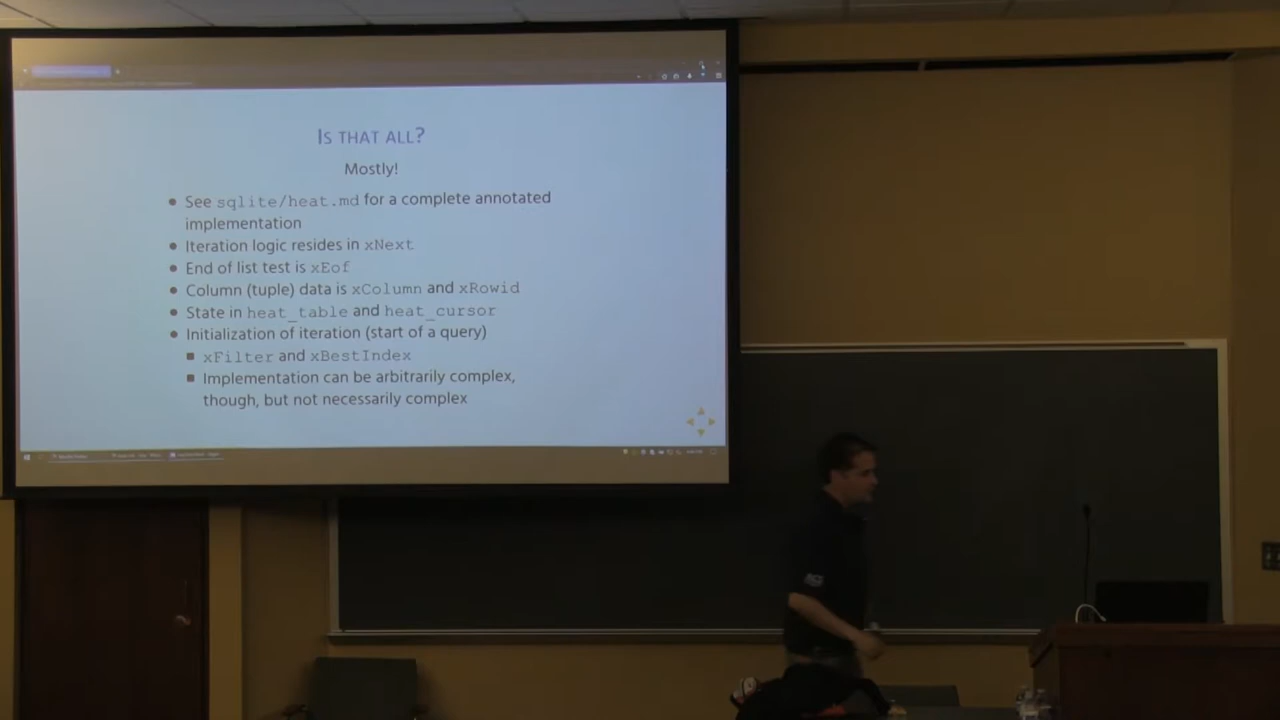 IS THAT ALL?
Mostly!
• See sqlite/heat.md for a complete annotated
implementation
• Iteration logic resides in xNext
• End of list test is xEof
• Column (tuple) data is xColumn and xRowid
• State in heat_table and heat_cursor
• Initialization of iteration (start of a query)
■ xFilter and xBestIndex
■ Implementation can be arbitrarily complex,
though, but not necessarily complex